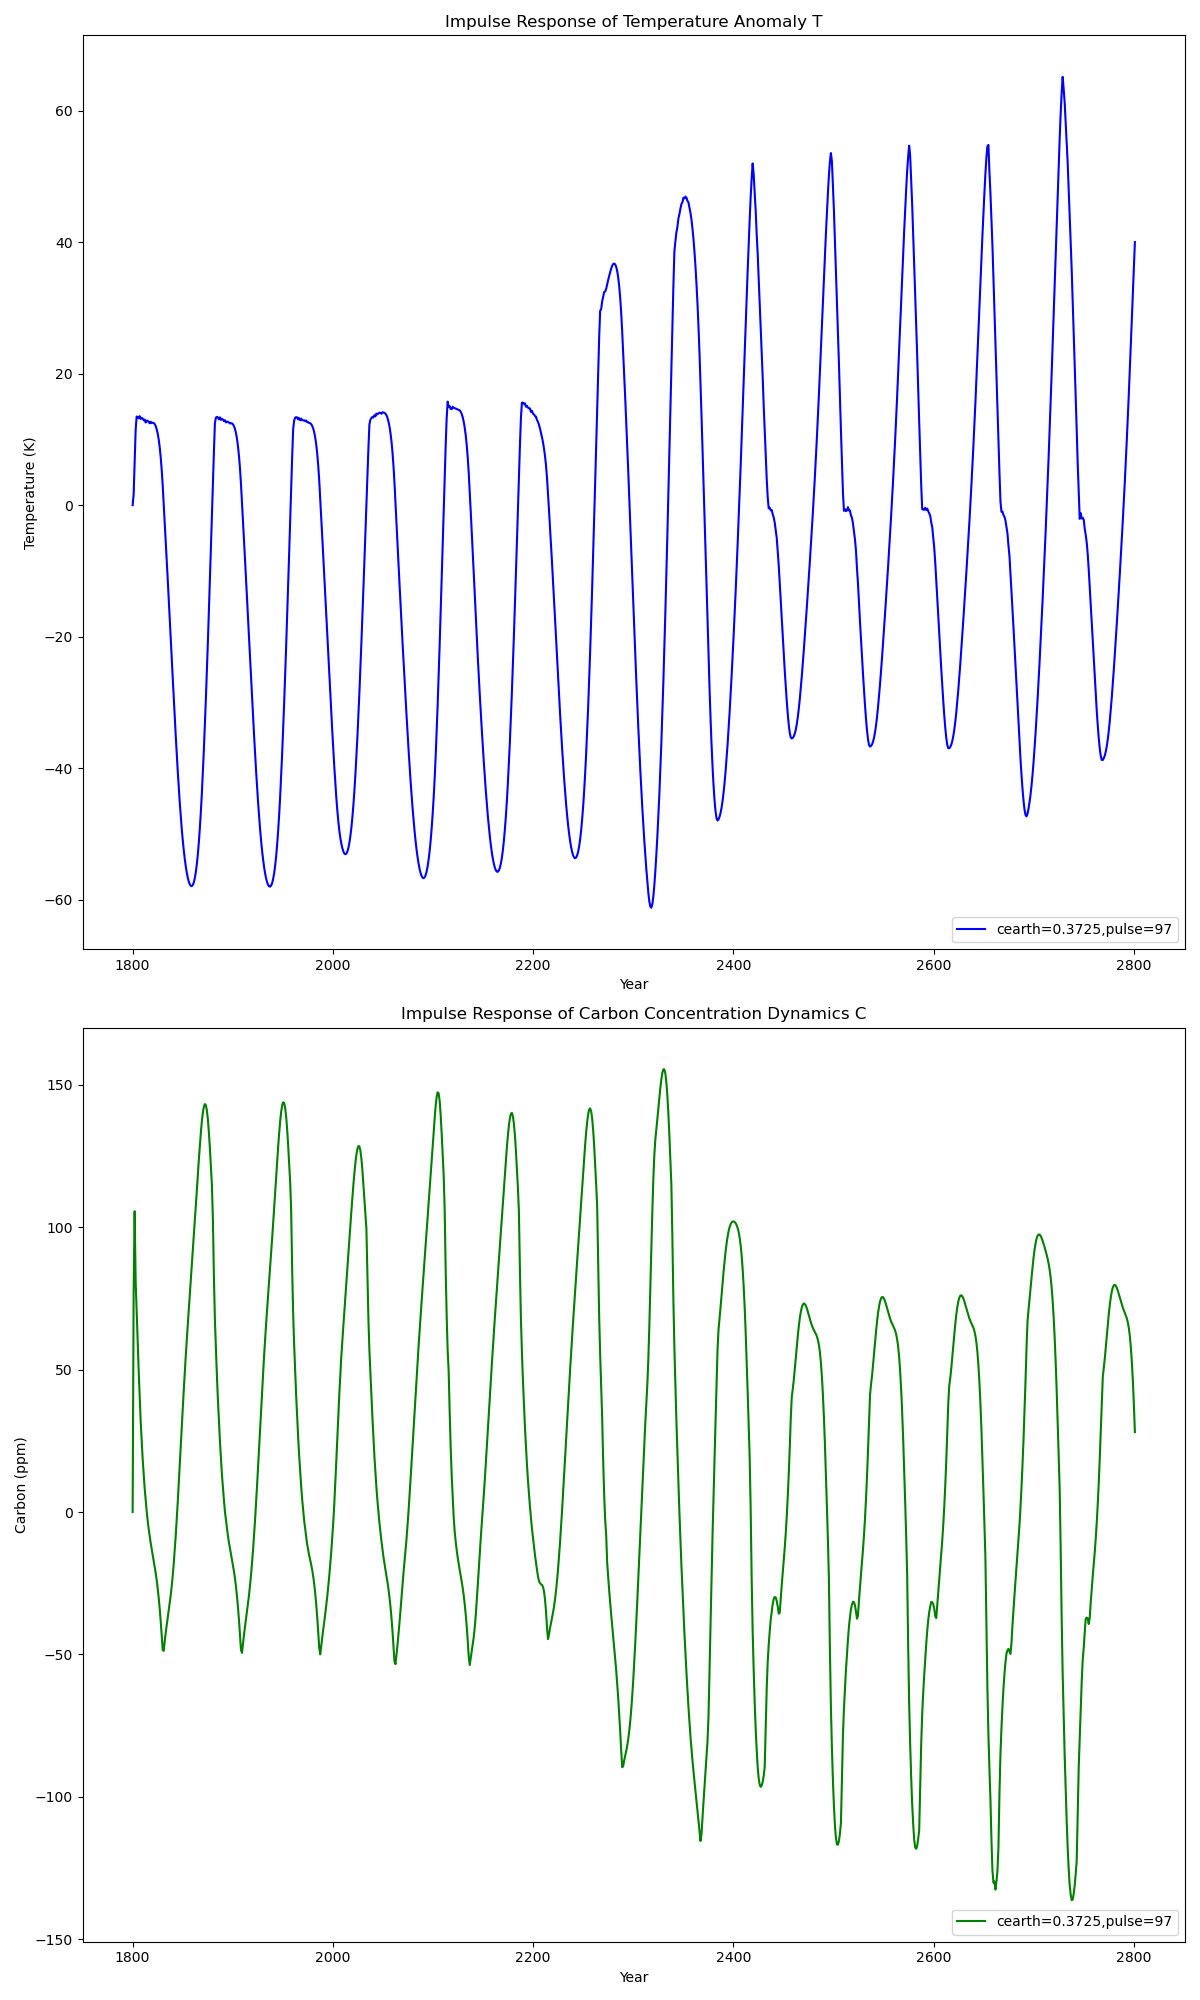 Impulse Response of Temperature Anomaly T
Temperature (K)
60
40
20
0
−20
−40
−60
cearth=0.3725,pulse=97
1800 2000 2200 2400 2600 2800
Year
Impulse Response of Carbon Concentration Dynamics C
Carbon (ppm)
150
100
50
0
−50
−100
−150
cearth=0.3725,pulse=97
1800 2000 2200 2400 2600 2800
Year